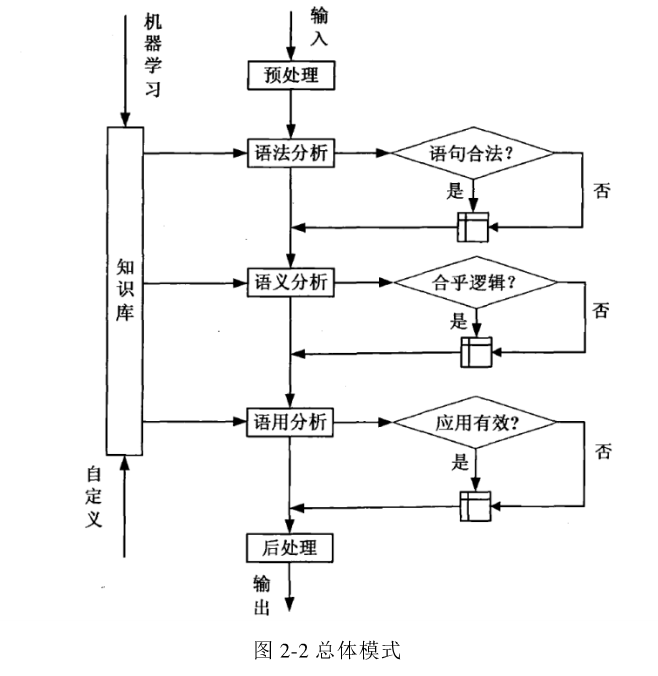 机器学习
输入
预处理
语法分析
语句合法?
是
否
知识库
语义分析
合乎逻辑?
是
否
语用分析
应用有效?
是
否
自定义
后处理
输出
图 2-2 总体模式